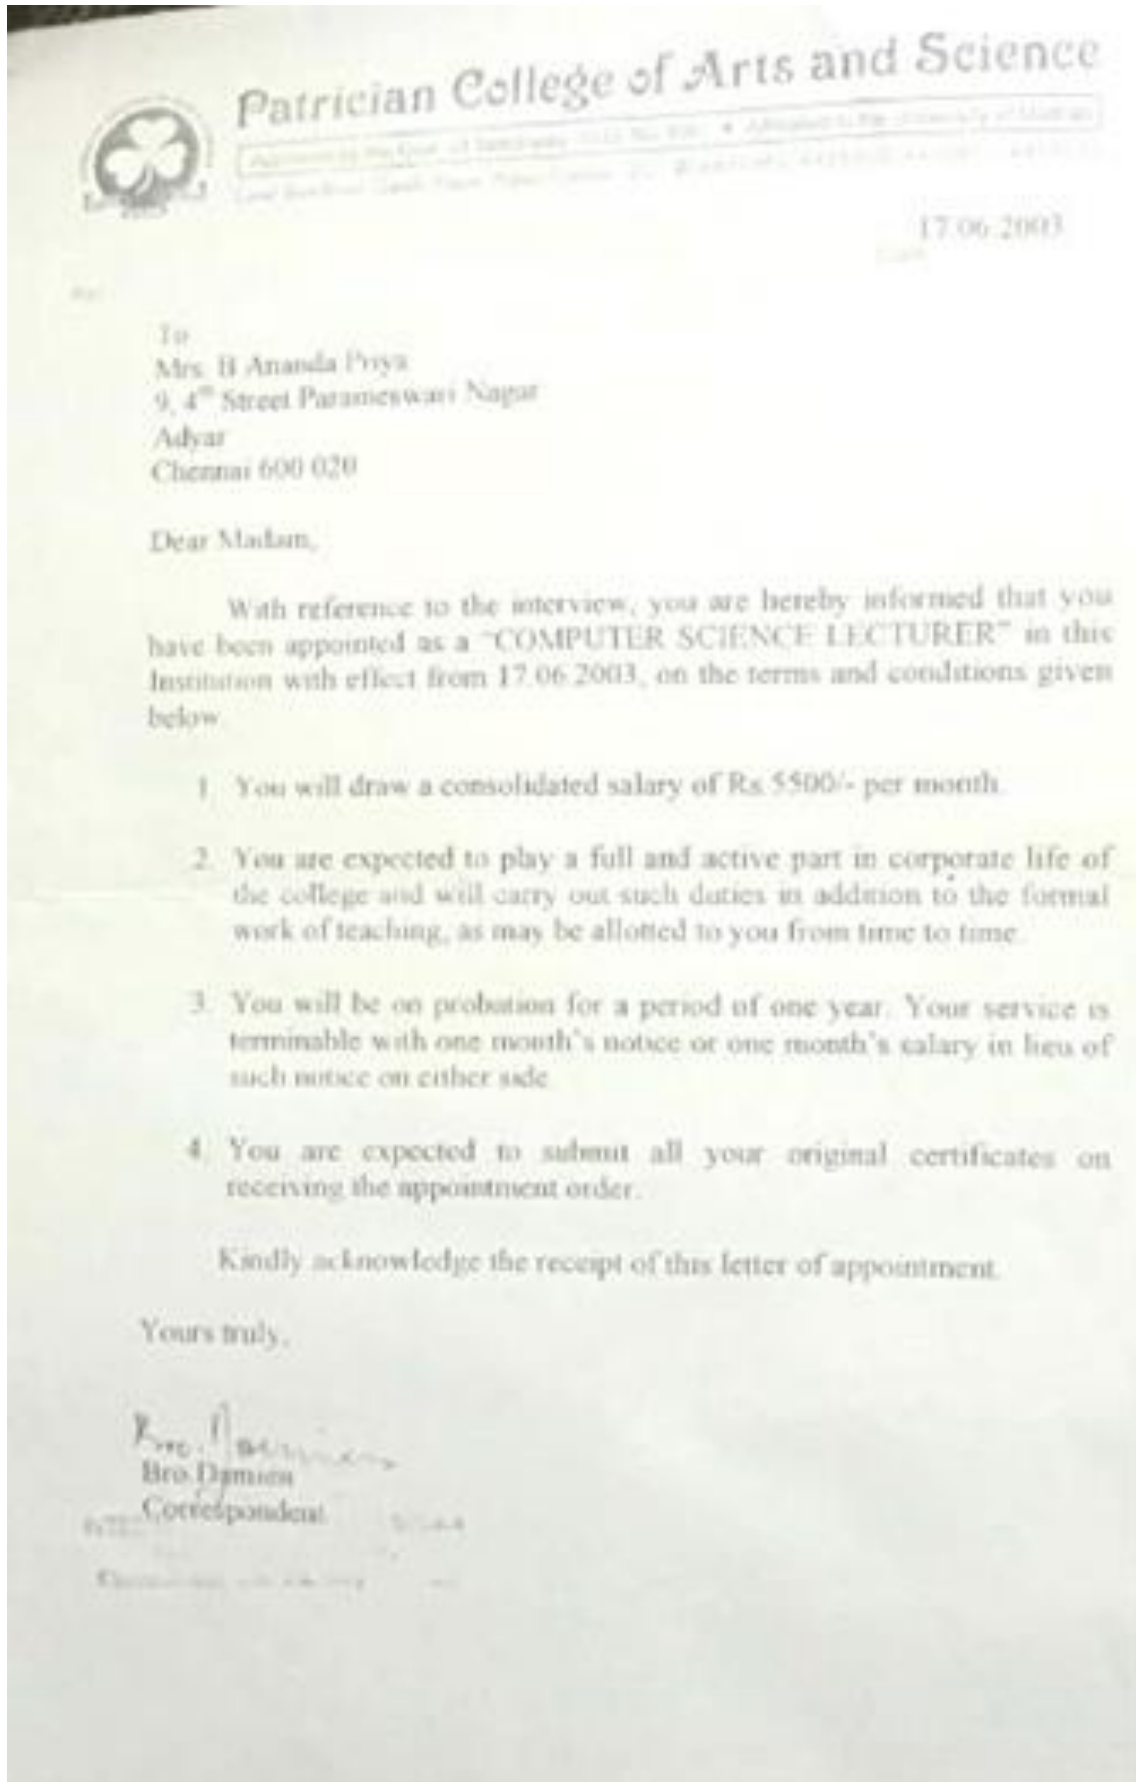 Patrician College of Arts and Science
17.06.2003
To
Mrs. B Ananda Priya
9, 4th Street Parameswari Nagar
Adyar
Chennai 600 020
Dear Madam,
With reference to the interview, you are hereby informed that you
have been appointed as a "COMPUTER SCIENCE LECTURER" in this
Institution with effect from 17.06.2003, on the terms and conditions given
below.
1. You will draw a consolidated salary of Rs.5500/- per month.
2. You are expected to play a full and active part in corporate life of
the college and will carry out such duties in addition to the formal
work of teaching, as may be allotted to you from time to time.
3. You will be on probation for a period of one year. Your service is
terminable with one month's notice or one month's salary in lieu of
such notice on either side.
4. You are expected to submit all your original certificates on
receiving the appointment order.
Kindly acknowledge the receipt of this letter of appointment.
Yours truly,
Bro. Damien
Bro.Damien
Correspondent